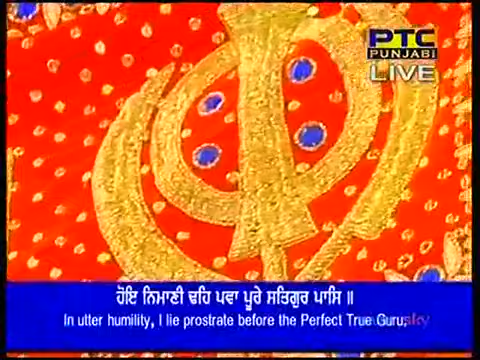 PTC
PUNJABI
LIVE
ਹੋਇ ਨਿਮਾਣੀ ਢਹਿ ਪਵਾ ਪੂਰੇ ਸਤਿਗੁਰ ਪਾਸਿ ॥
In utter humility, I lie prostrate before the Perfect True Guru,